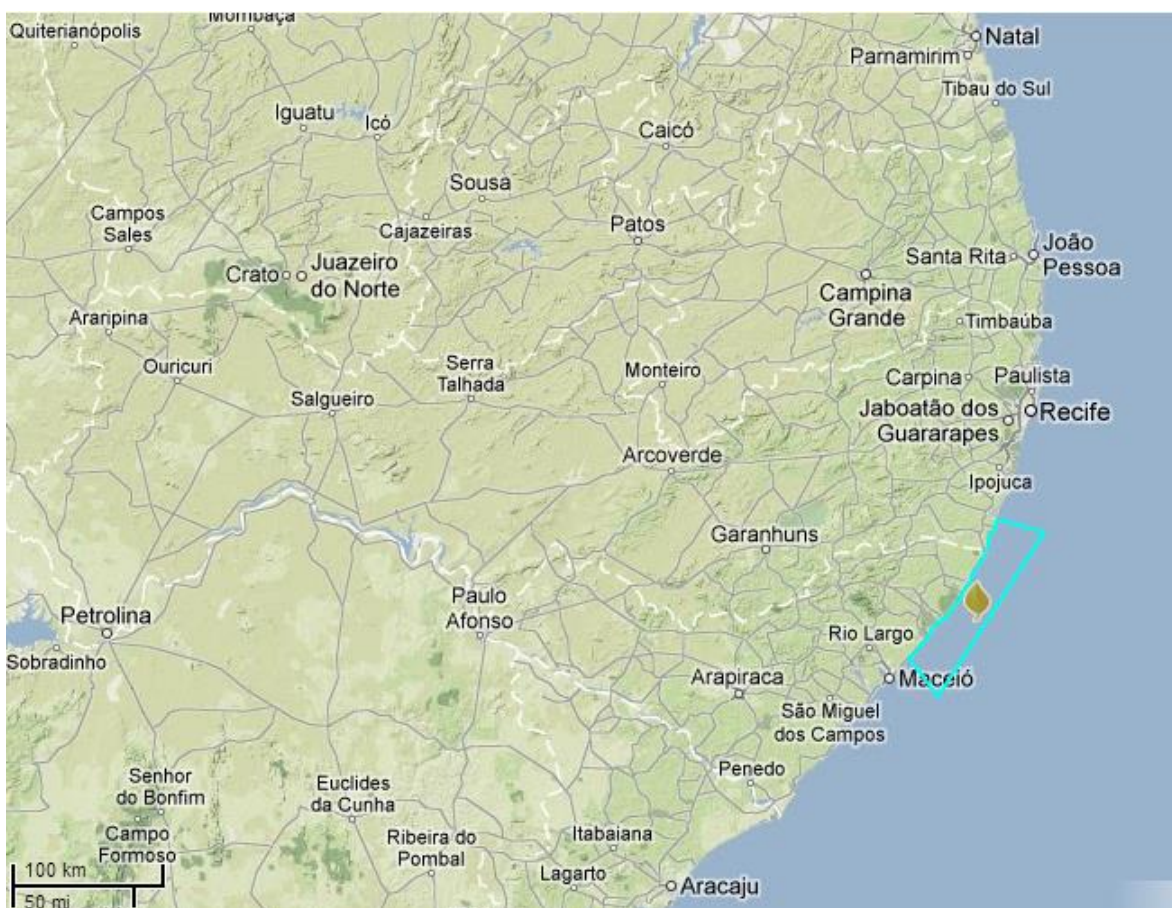 Mombaça
Quiterianópolis
Natal
Parnamirim
Tibau do Sul
Iguatu
Icó
Caicó
Sousa
Campos
Sales
Cajazeiras
Patos
Santa Rita
João
Pessoa
Crato
Juazeiro
do Norte
Campina
Grande
Araripina
Timbaúba
Ouricuri
Serra
Talhada
Monteiro
Carpina
Paulista
Salgueiro
Jaboatão dos
Guararapes
Recife
Arcoverde
Ipojuca
Garanhuns
Petrolina
Paulo
Afonso
Sobradinho
Rio Largo
Arapiraca
Maceió
São Miguel
dos Campos
Penedo
Senhor
do Bonfim
Euclides
da Cunha
Campo
Formoso
Ribeira do
Pombal
Itabaiana
Lagarto
Aracaju
100 km
50 mi